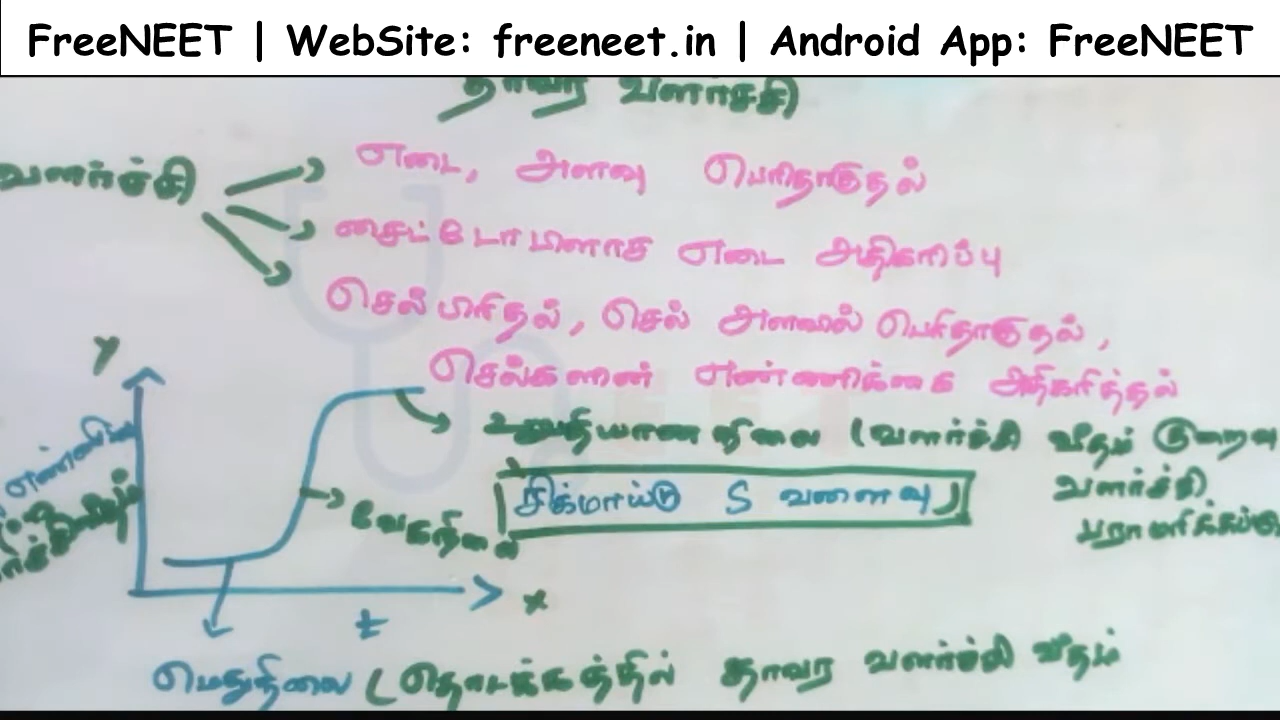 FreeNEET | WebSite: freeneet.in | Android App: FreeNEET
தாவர வளர்ச்சி
வளர்ச்சி
எடை, அளவு பெரிதாகுதல்
சைட்டோபிளாச எடை அதிகரிப்பு
செல் பிரிதல், செல் அளவில் பெரிதாகுதல்,
செல்களின் எண்ணிக்கை அதிகரித்தல்
Y
உறுதியான நிலை (வளர்ச்சி வீதம் குறைவு
வளர்ச்சி
சிக்மாய்டு S வளைவு)
வேகநிலை
x
t
மெதுநிலை (தொடக்கத்தில் தாவர வளர்ச்சி வீதம்